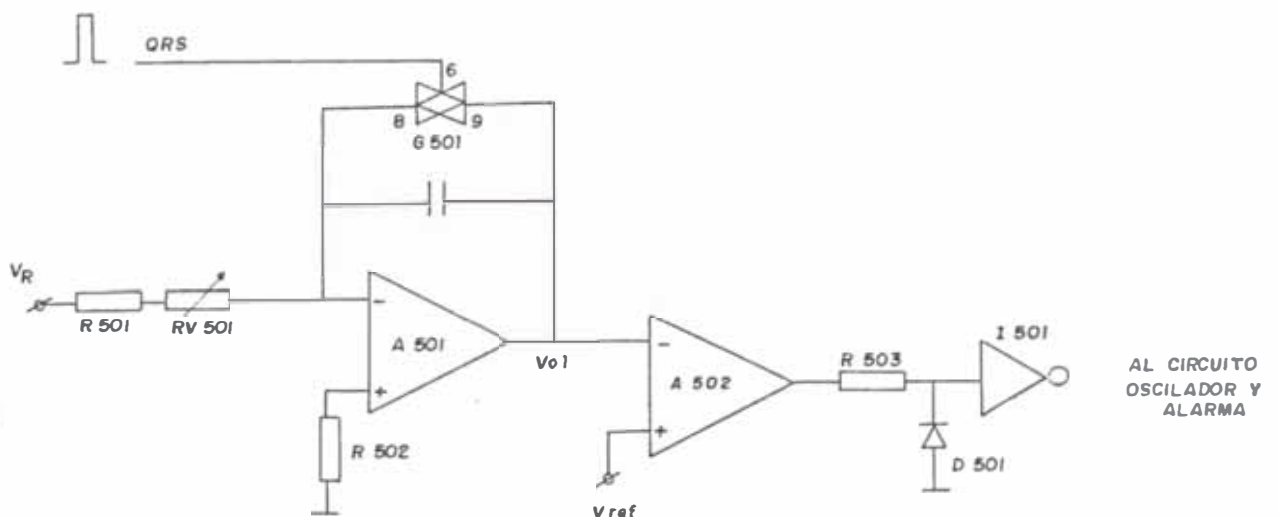 QRS
6
8
9
G 501
VR
R 501
RV 501
-
A 501
+
Vo1
R 502
-
A 502
+
Vref
R 503
D 501
I 501
AL CIRCUITO
OSCILADOR Y
ALARMA